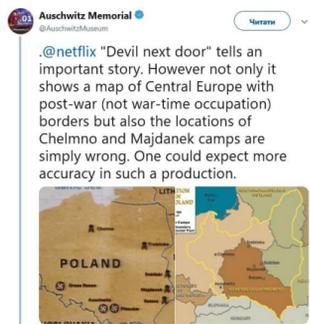 Auschwitz Memorial
@AuschwitzMuseum
Читати
.@netflix "Devil next door" tells an
important story. However not only it
shows a map of Central Europe with
post-war (not war-time occupation)
borders but also the locations of
Chelmno and Majdanek camps are
simply wrong. One could expect more
accuracy in such a production.
POLAND